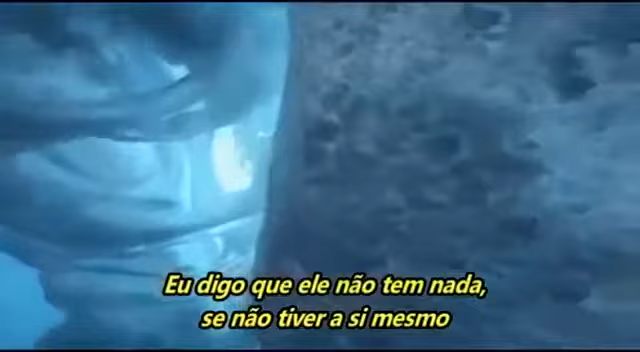 Eu digo que ele não tem nada,
se não tiver a si mesmo